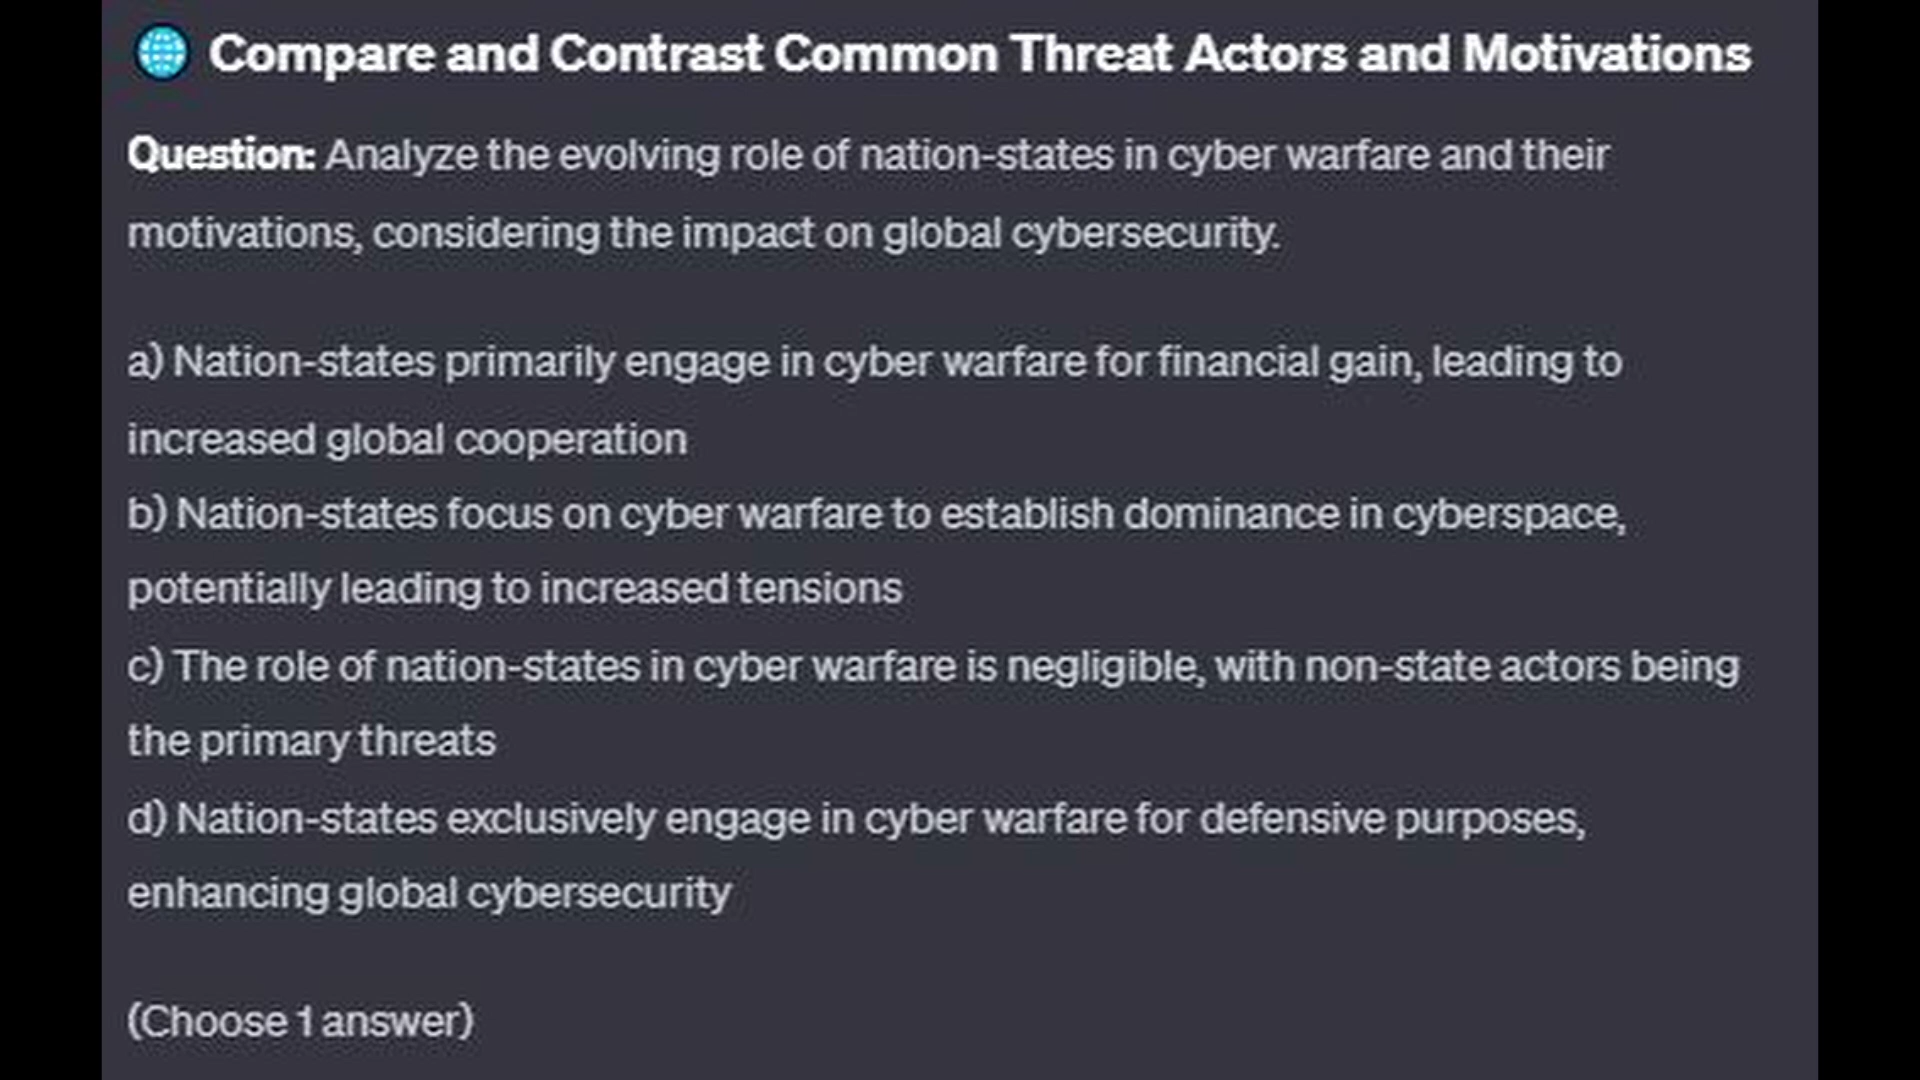 Compare and Contrast Common Threat Actors and Motivations
Question: Analyze the evolving role of nation-states in cyber warfare and their
motivations, considering the impact on global cybersecurity.
a) Nation-states primarily engage in cyber warfare for financial gain, leading to
increased global cooperation
b) Nation-states focus on cyber warfare to establish dominance in cyberspace,
potentially leading to increased tensions
c) The role of nation-states in cyber warfare is negligible, with non-state actors being
the primary threats
d) Nation-states exclusively engage in cyber warfare for defensive purposes,
enhancing global cybersecurity
(Choose 1 answer)